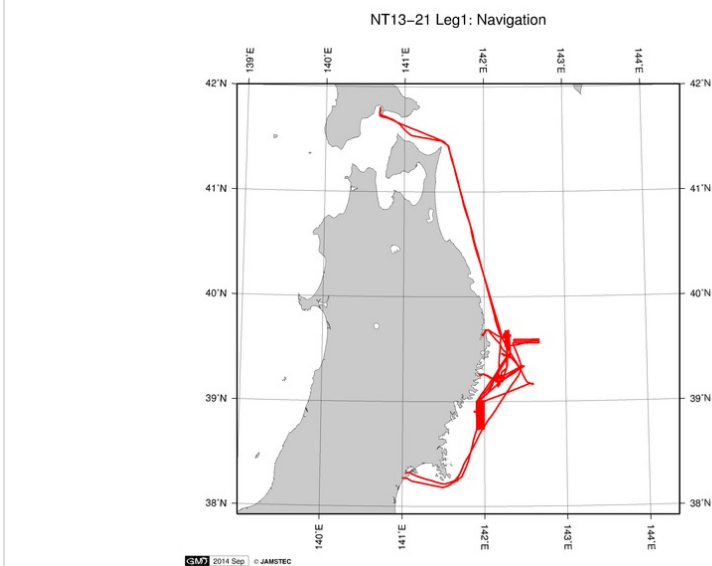 NT13−21 Leg1: Navigation
139˚E 140˚E 141˚E 142˚E 143˚E 144˚E
42˚N 42˚N
41˚N 41˚N
40˚N 40˚N
39˚N 39˚N
38˚N 38˚N
140˚E 141˚E 142˚E 143˚E 144˚E
GMD 2014 Sep © JAMSTEC